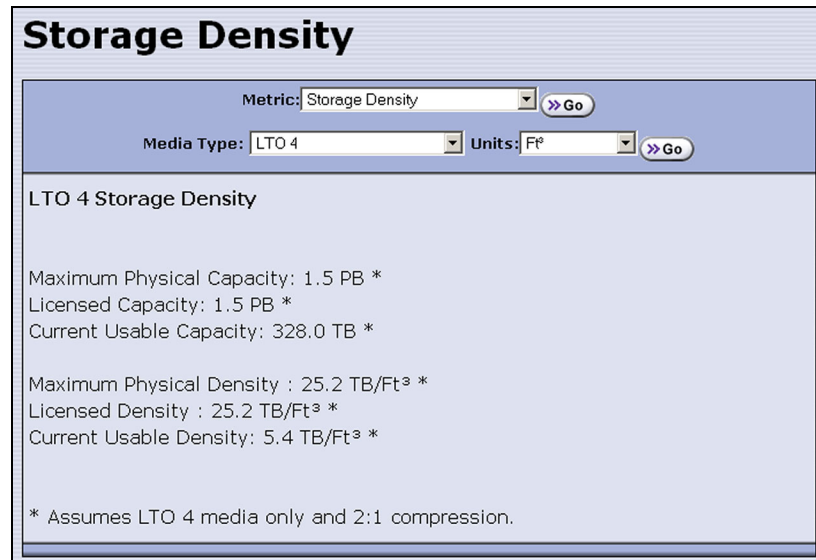 Storage Density
Metric: Storage Density >> Go
Media Type: LTO 4 Units: Ft³ >> Go
LTO 4 Storage Density
Maximum Physical Capacity: 1.5 PB *
Licensed Capacity: 1.5 PB *
Current Usable Capacity: 328.0 TB *
Maximum Physical Density : 25.2 TB/Ft³ *
Licensed Density : 25.2 TB/Ft³ *
Current Usable Density: 5.4 TB/Ft³ *
* Assumes LTO 4 media only and 2:1 compression.